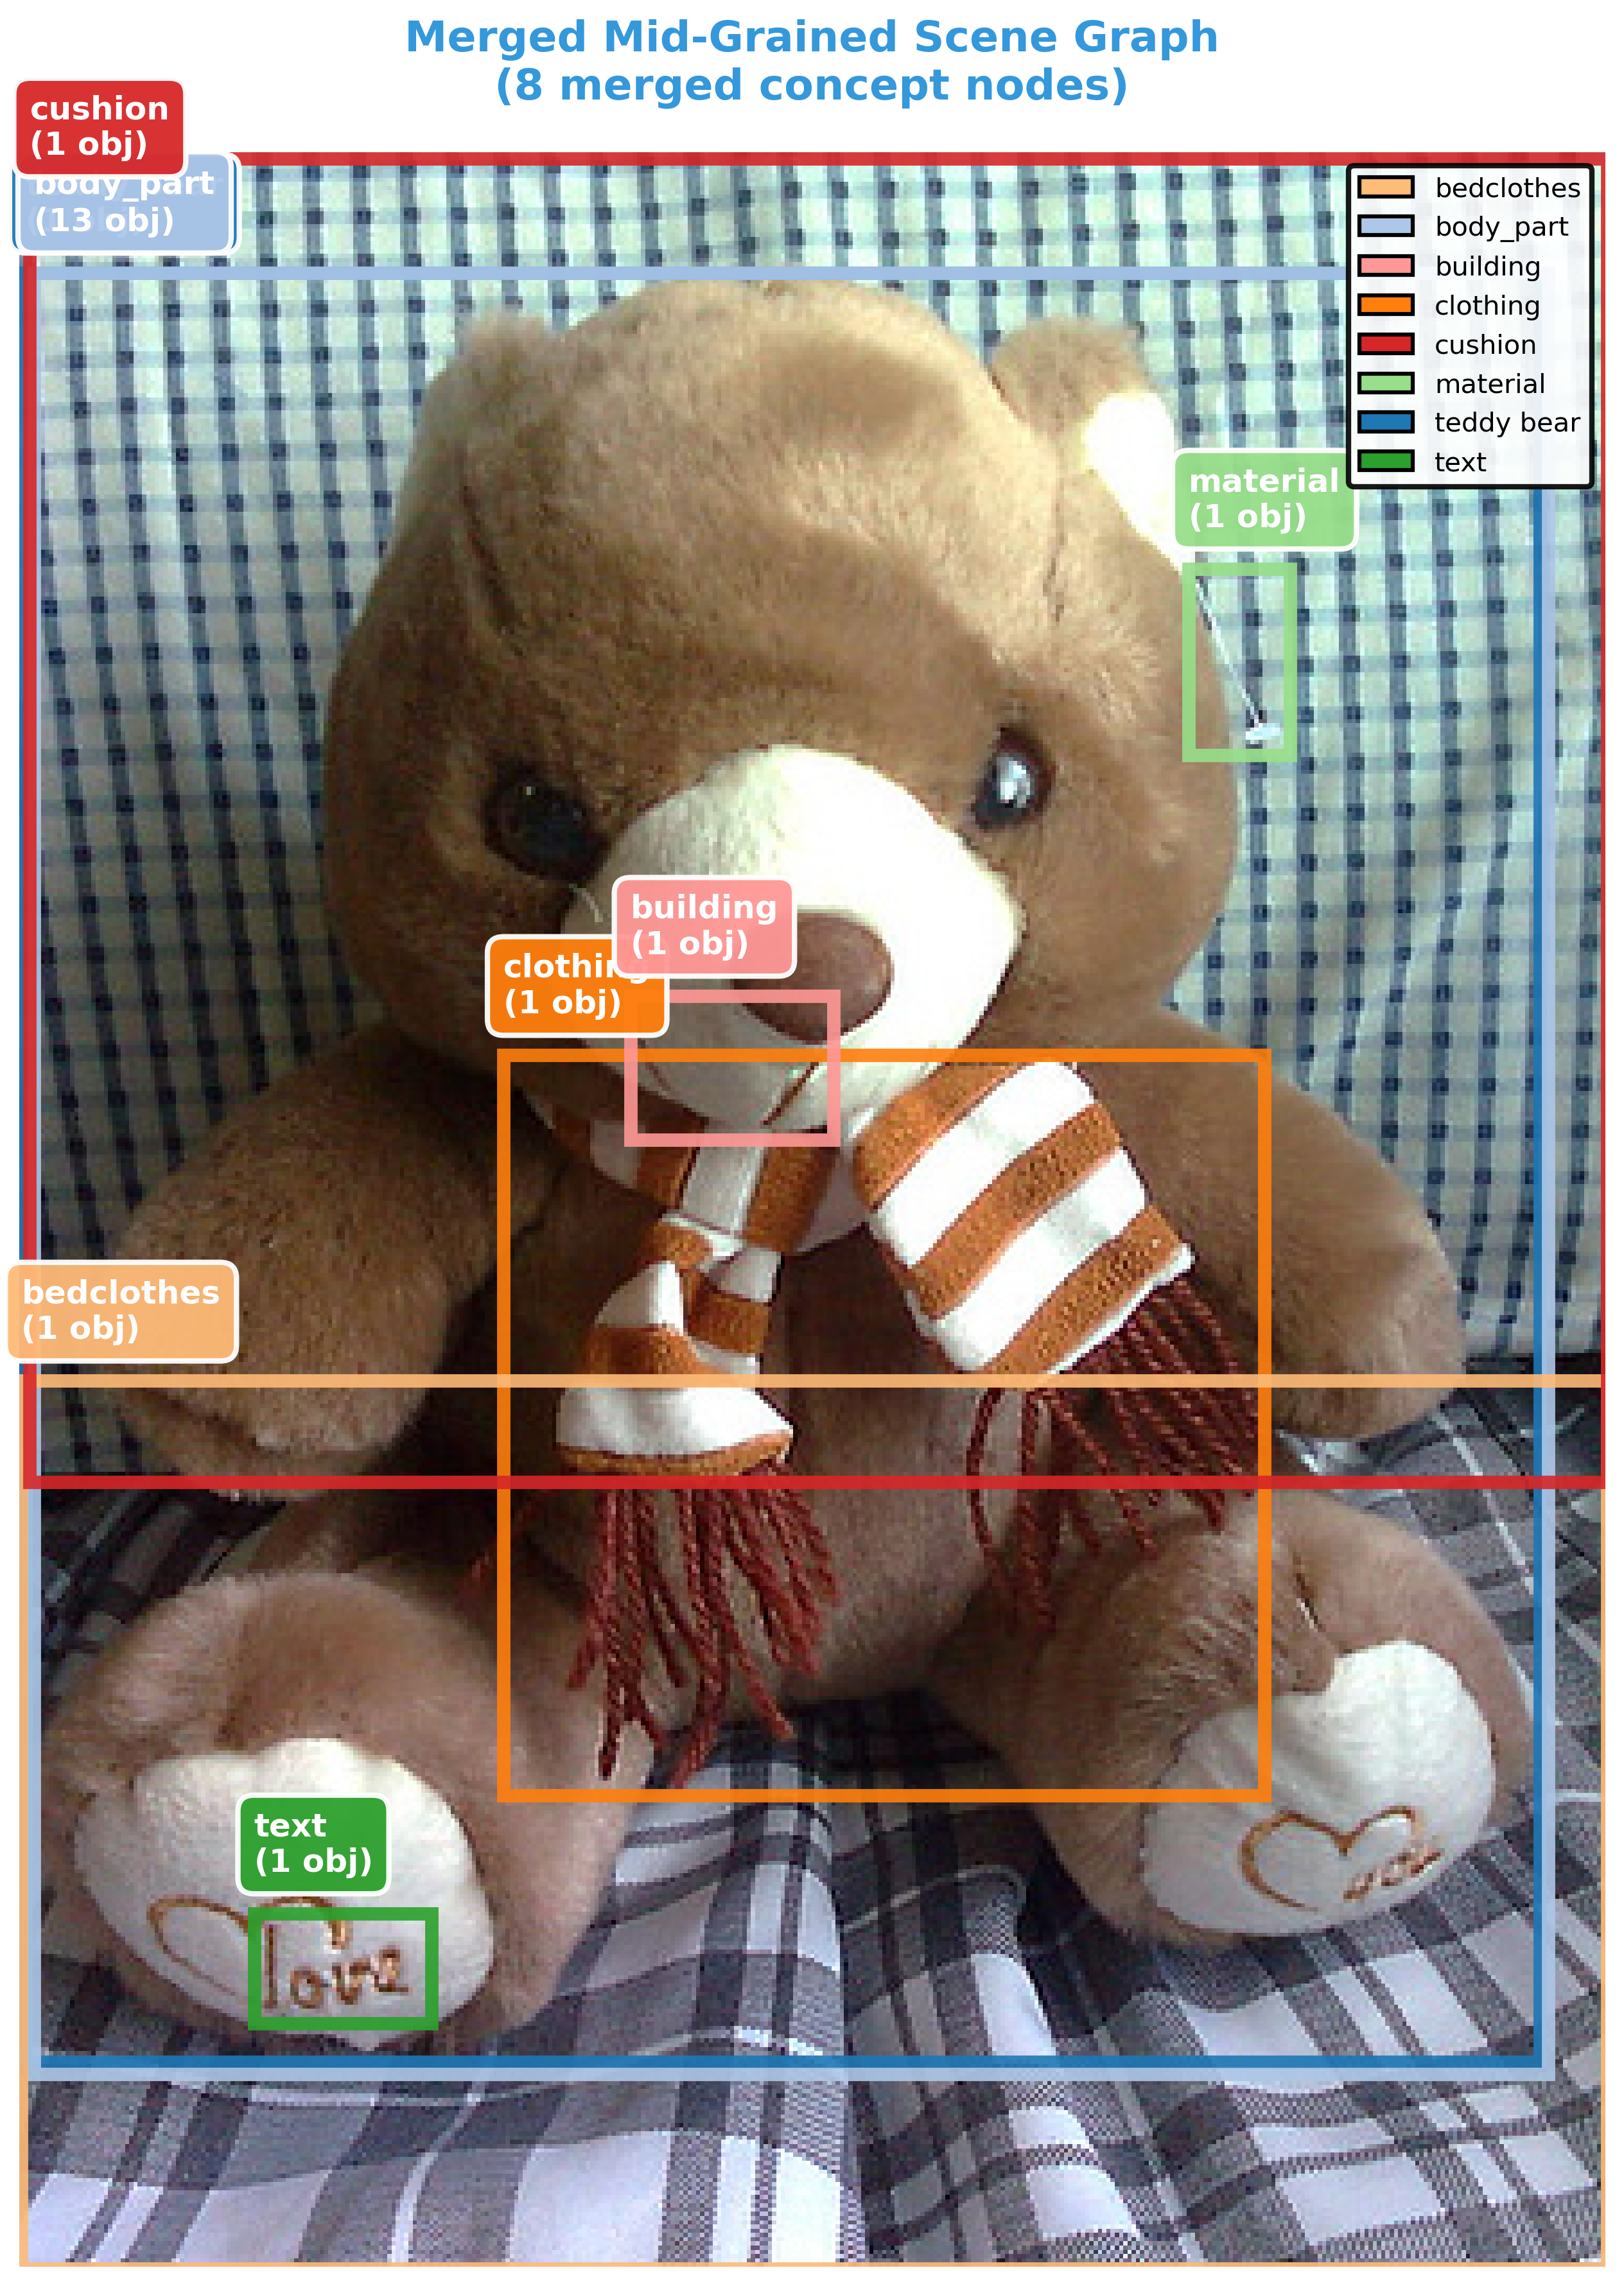 Merged Mid-Grained Scene Graph
(8 merged concept nodes)
cushion
(1 obj)
body_part
(13 obj)
bedclothes
body_part
building
clothing
cushion
material
teddy bear
text
material
(1 obj)
building
(1 obj)
clothing
(1 obj)
bedclothes
(1 obj)
text
(1 obj)
love
you